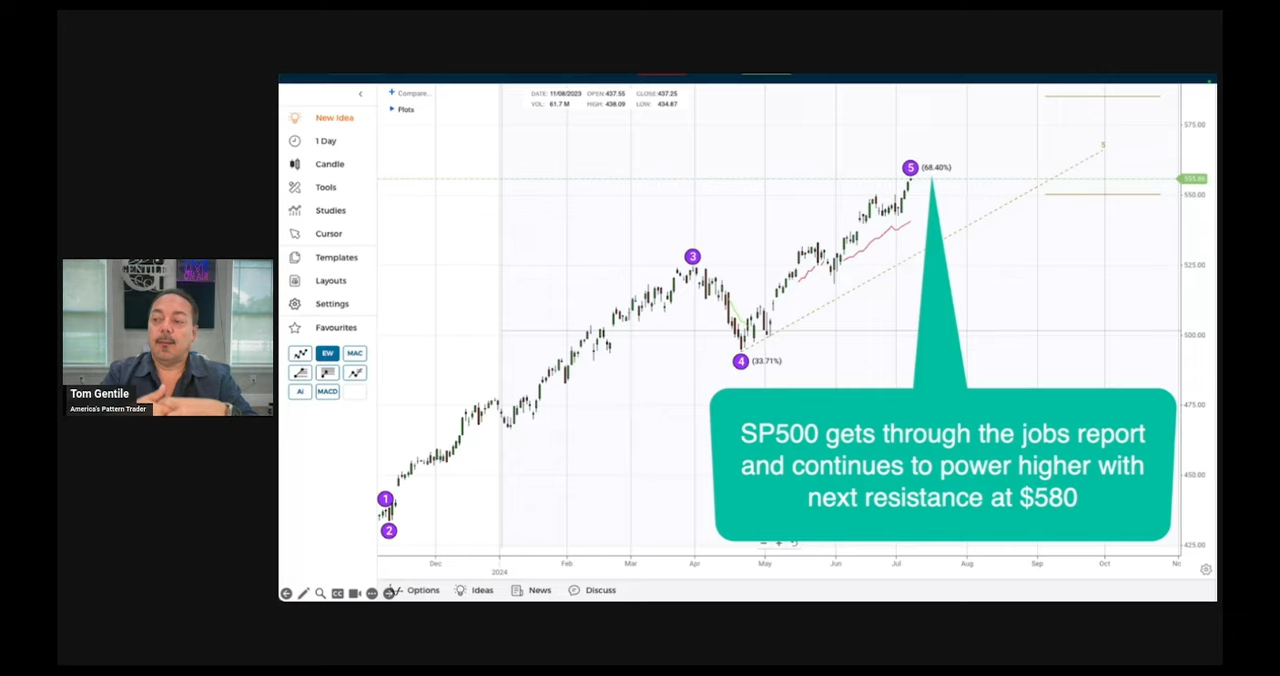 GENTILE
Tom Gentile
America's Pattern Trader
New Idea
1 Day
Candle
Tools
Studies
Cursor
Templates
Layouts
Settings
Favourites
EW
MAC
Ai
MACD
Compare...
Plots
DATE: 11/08/2023 OPEN: 437.55 CLOSE: 437.25
VOL: 61.7 M HIGH: 438.09 LOW: 434.87
1
2
3
4
(33.71%)
5
(68.40%)
5
575.00
550.00
525.00
500.00
475.00
450.00
425.00
SP500 gets through the jobs report
and continues to power higher with
next resistance at $580
Dec
2024
Feb
Mar
Apr
May
Jun
Jul
Aug
Sep
Oct
CC
Options
Ideas
News
Discuss